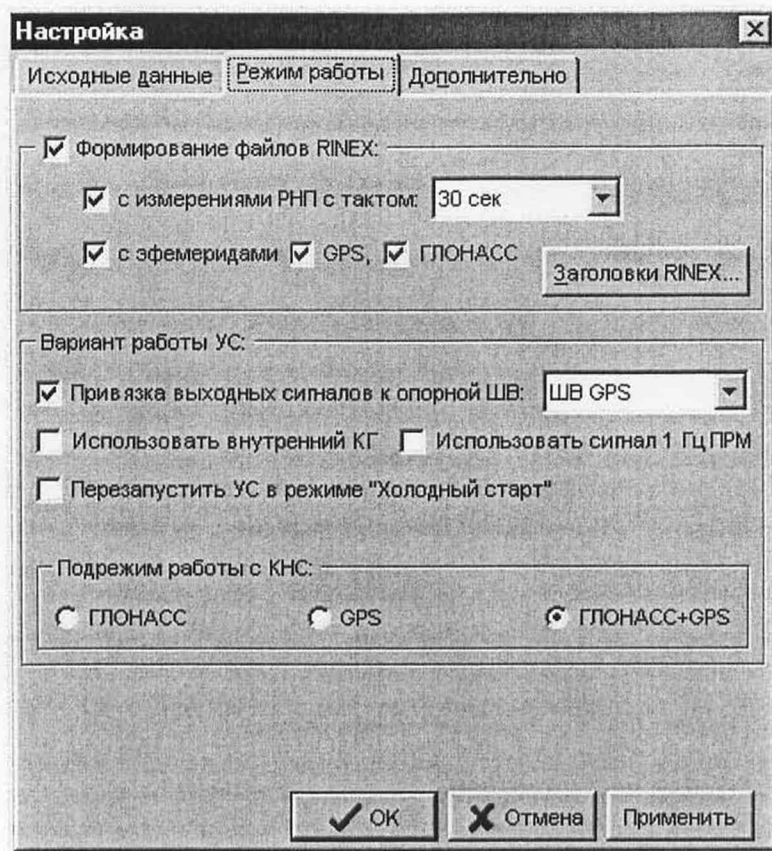 Настройка
Исходные данные Режим работы Дополнительно
Формирование файлов RINEX:
с измерениями РНП с тактом: 30 сек
с эфемеридами GPS, ГЛОНАСС
Заголовки RINEX...
Вариант работы УС:
Привязка выходных сигналов к опорной ШВ: ШВ GPS
Использовать внутренний КГ Использовать сигнал 1 Гц ПРМ
Перезапустить УС в режиме "Холодный старт"
Подрежим работы с КНС:
ГЛОНАСС GPS ГЛОНАСС+GPS
OK Отмена Применить